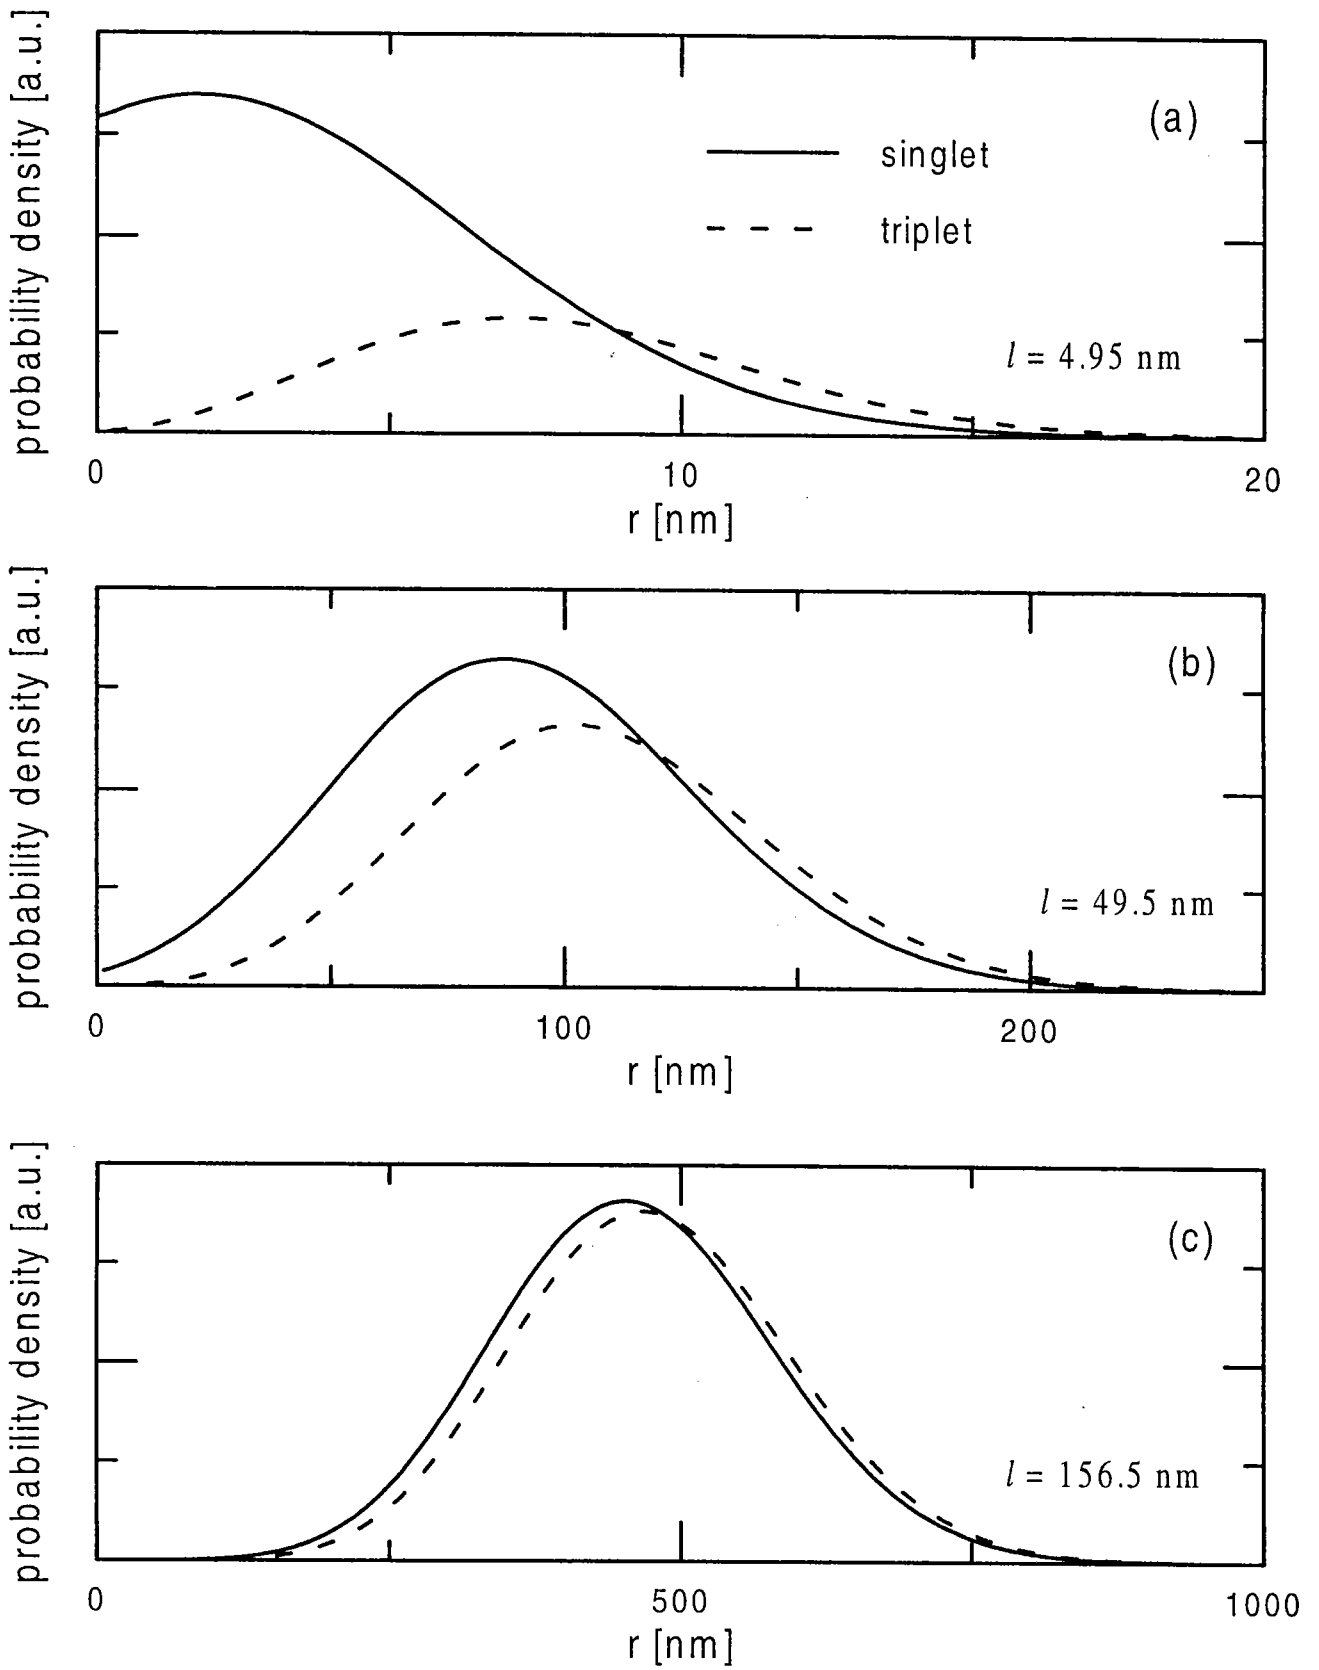 probability density [a.u.]
(a)
singlet
triplet
l = 4.95 nm
0 10 20
r [nm]
probability density [a.u.]
(b)
l = 49.5 nm
0 100 200
r [nm]
probability density [a.u.]
(c)
l = 156.5 nm
0 500 1000
r [nm]